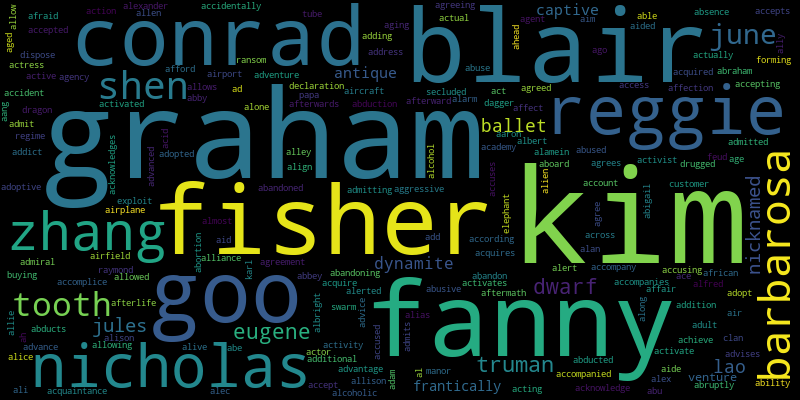 action alexander accidentally tube aging agreeing captive absence accepts
afraid conrad blair june
allow accepted allen ransom adding actual agent aim able
aged dispose afford address abuse aided ahead ago actually ally forming
actress active agency airport adventure antique secluded acquired abraham
shen reggie
accident activated allows papa aircraft act agreed access accepting
dragon abby declaration afterward alarm dagger affect affection
aang ad afterwards abduction
admit graham alone ballet admitted
regime acid alley aaron albert alamein activist drugged feud age
addict adopted align alcohol academy agrees
acknowledges advanced abandoned accuses aboard abused
adoptive admitting aggressive alien account abigail customer
exploit fisher kim nicknamed barbarosa
airplane almost elephant agree
zhang add according across
admiral airfield aid abortion alliance karl agreement acquires alan
buying accomplice raymond abbey dynamite alert accompany accusing african
goo abandoning abandon ace alfred
allowed acquire activates dwarf accompanies
tooth afterlife alerted abusive aftermath affair addition adopt
fanny
allie abducts jules swarm albright advice alias along air
alison eugene accused admits adult clan
sh advance allowing activity actor achieve advises
alice alive abe additional truman abducted activate lao
nicholas advantage adam al manor accompanied aide venture ability
ali acquaintance alec accept allison frantically acting alex abruptly
alcoholic acknowledge abu